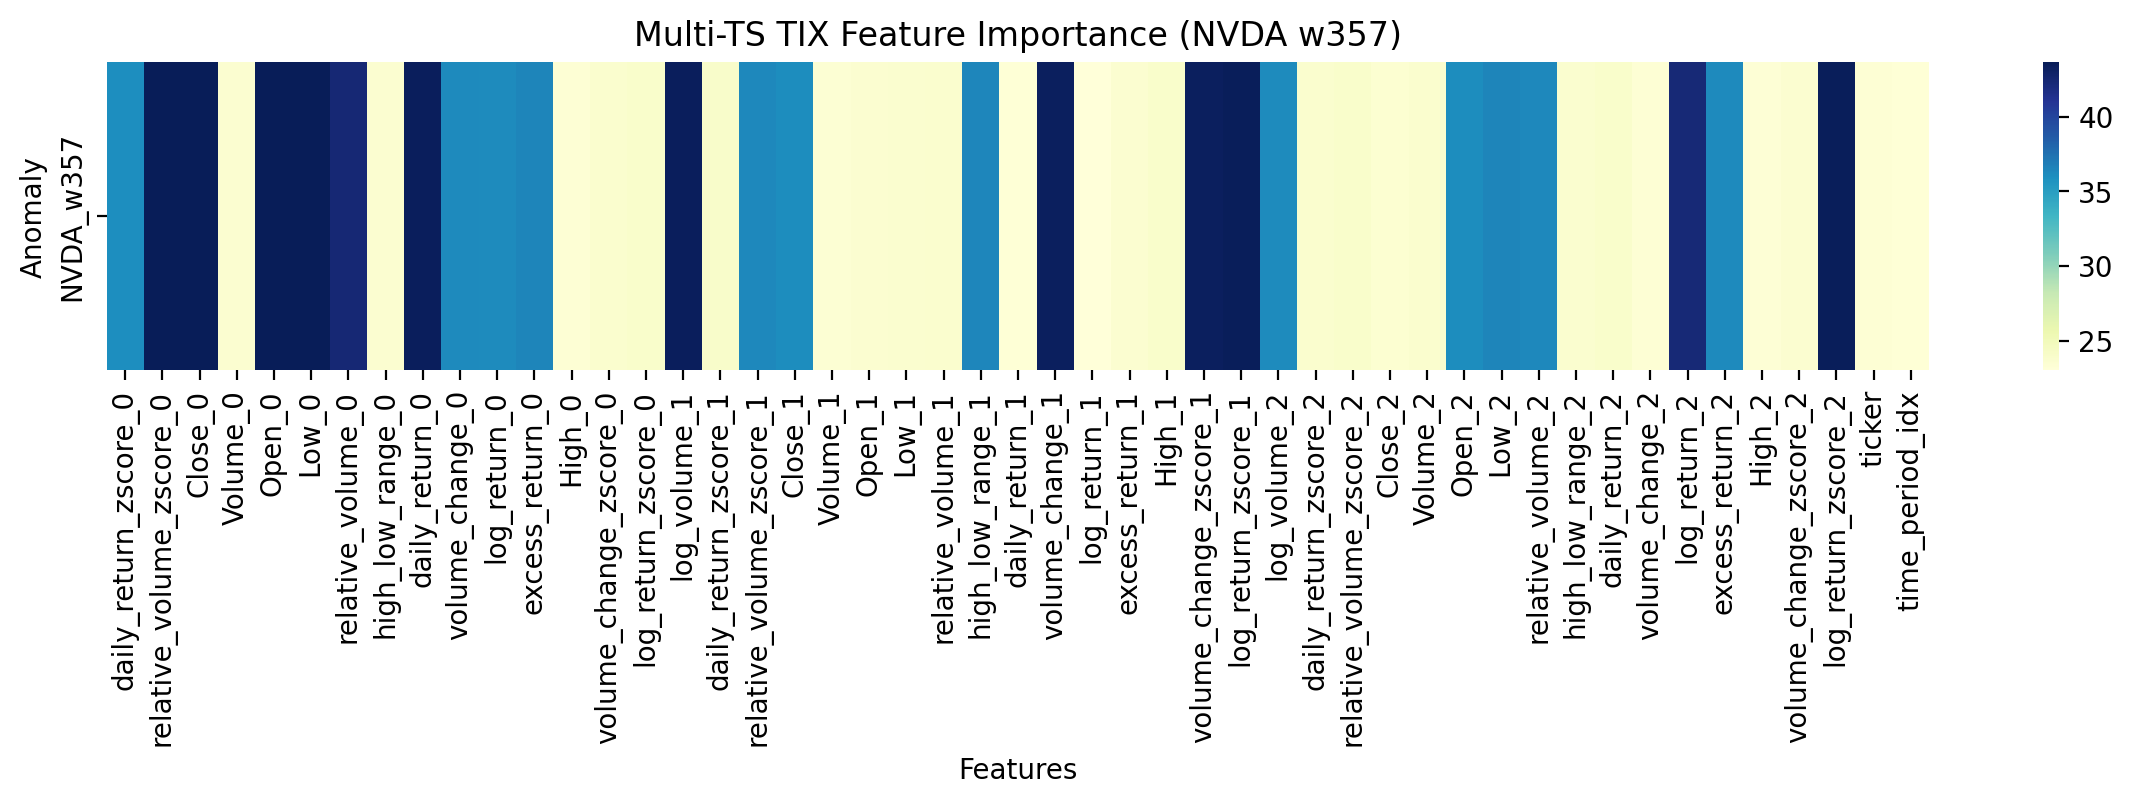 Multi-TS TIX Feature Importance (NVDA w357)
Anomaly
NVDA_w357
40
35
30
25
daily_return_zscore_0
relative_volume_zscore_0
Close_0
Volume_0
Open_0
Low_0
relative_volume_0
high_low_range_0
daily_return_0
volume_change_0
log_return_0
excess_return_0
High_0
volume_change_zscore_0
log_return_zscore_0
log_volume_1
daily_return_zscore_1
relative_volume_zscore_1
Close_1
Volume_1
Open_1
Low_1
relative_volume_1
high_low_range_1
daily_return_1
volume_change_1
log_return_1
excess_return_1
High_1
volume_change_zscore_1
log_return_zscore_1
log_volume_2
daily_return_zscore_2
relative_volume_zscore_2
Close_2
Volume_2
Open_2
Low_2
relative_volume_2
high_low_range_2
daily_return_2
volume_change_2
log_return_2
excess_return_2
High_2
volume_change_zscore_2
log_return_zscore_2
ticker
time_period_idx
Features